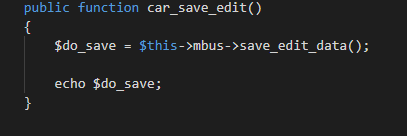 public function car_save_edit()
{
    $do_save = $this->mbus->save_edit_data();

    echo $do_save;
}